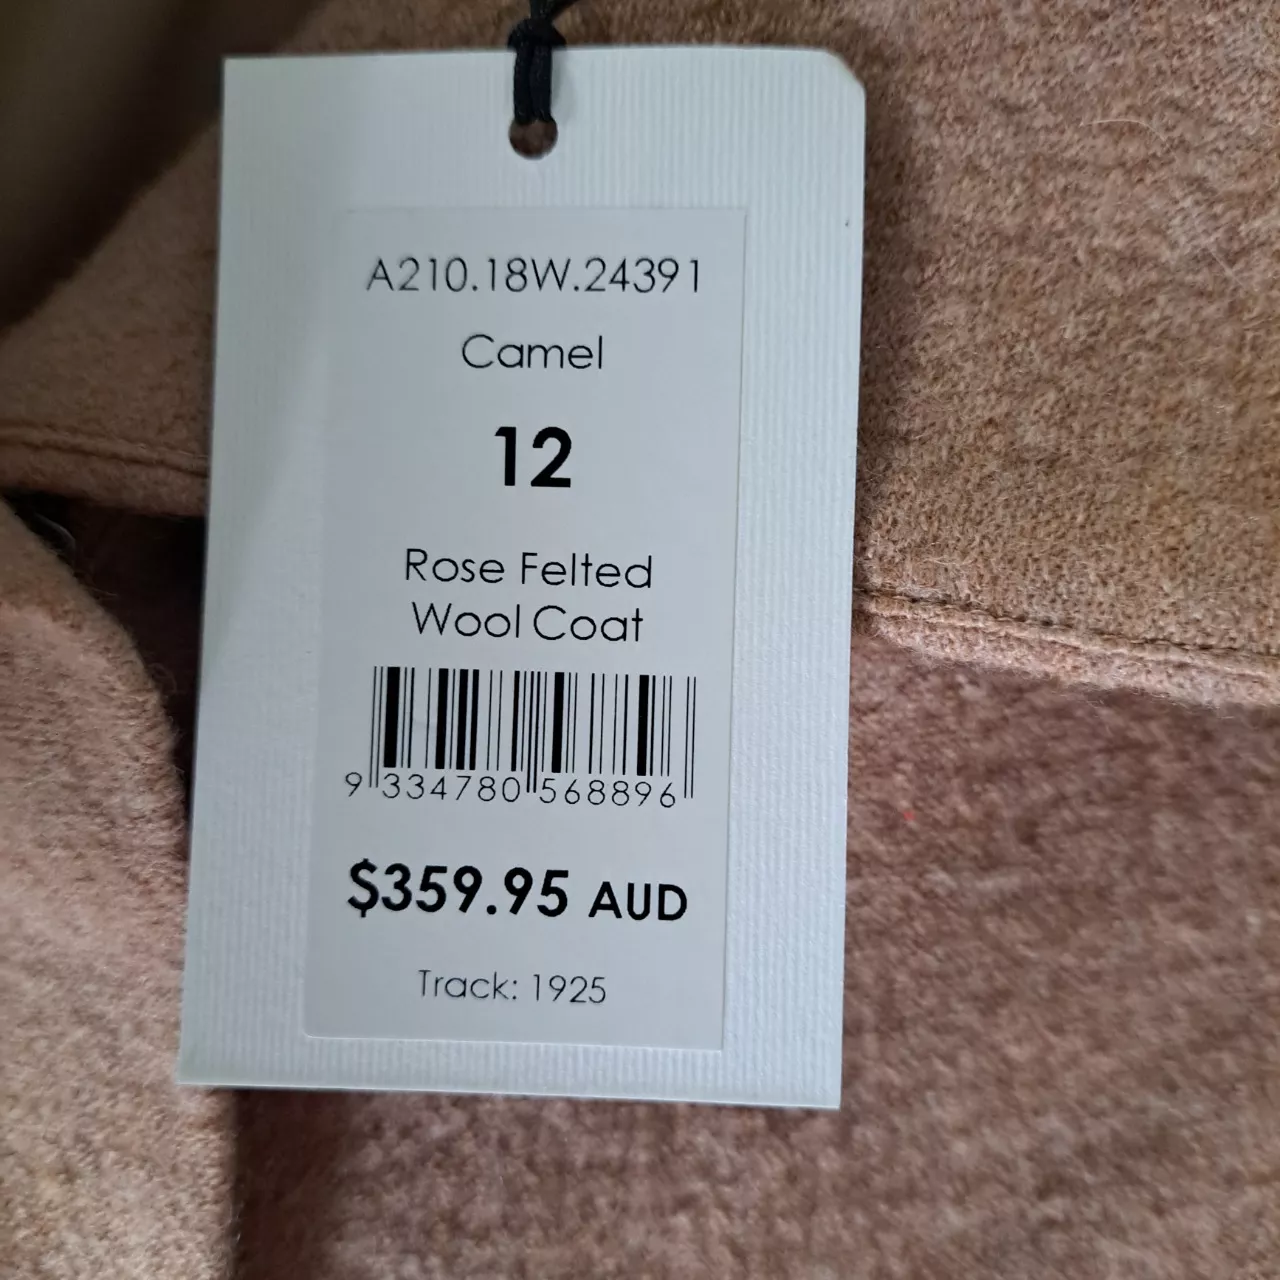 A210.18W.24391
Camel
12
Rose Felted
Wool Coat
9 334780 568896
$359.95 AUD
Track: 1925